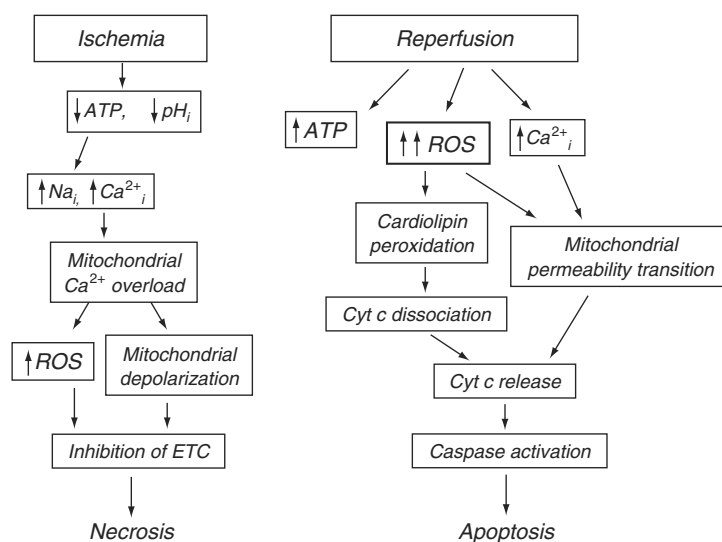 Ischemia
↓ATP, ↓pHi
↑Nai, ↑Ca2+i
Mitochondrial
Ca2+ overload
↑ROS
Mitochondrial
depolarization
Inhibition of ETC
Necrosis
Reperfusion
↑ATP
↑↑ROS
↑Ca2+i
Cardiolipin
peroxidation
Mitochondrial
permeability transition
Cyt c dissociation
Cyt c release
Caspase activation
Apoptosis